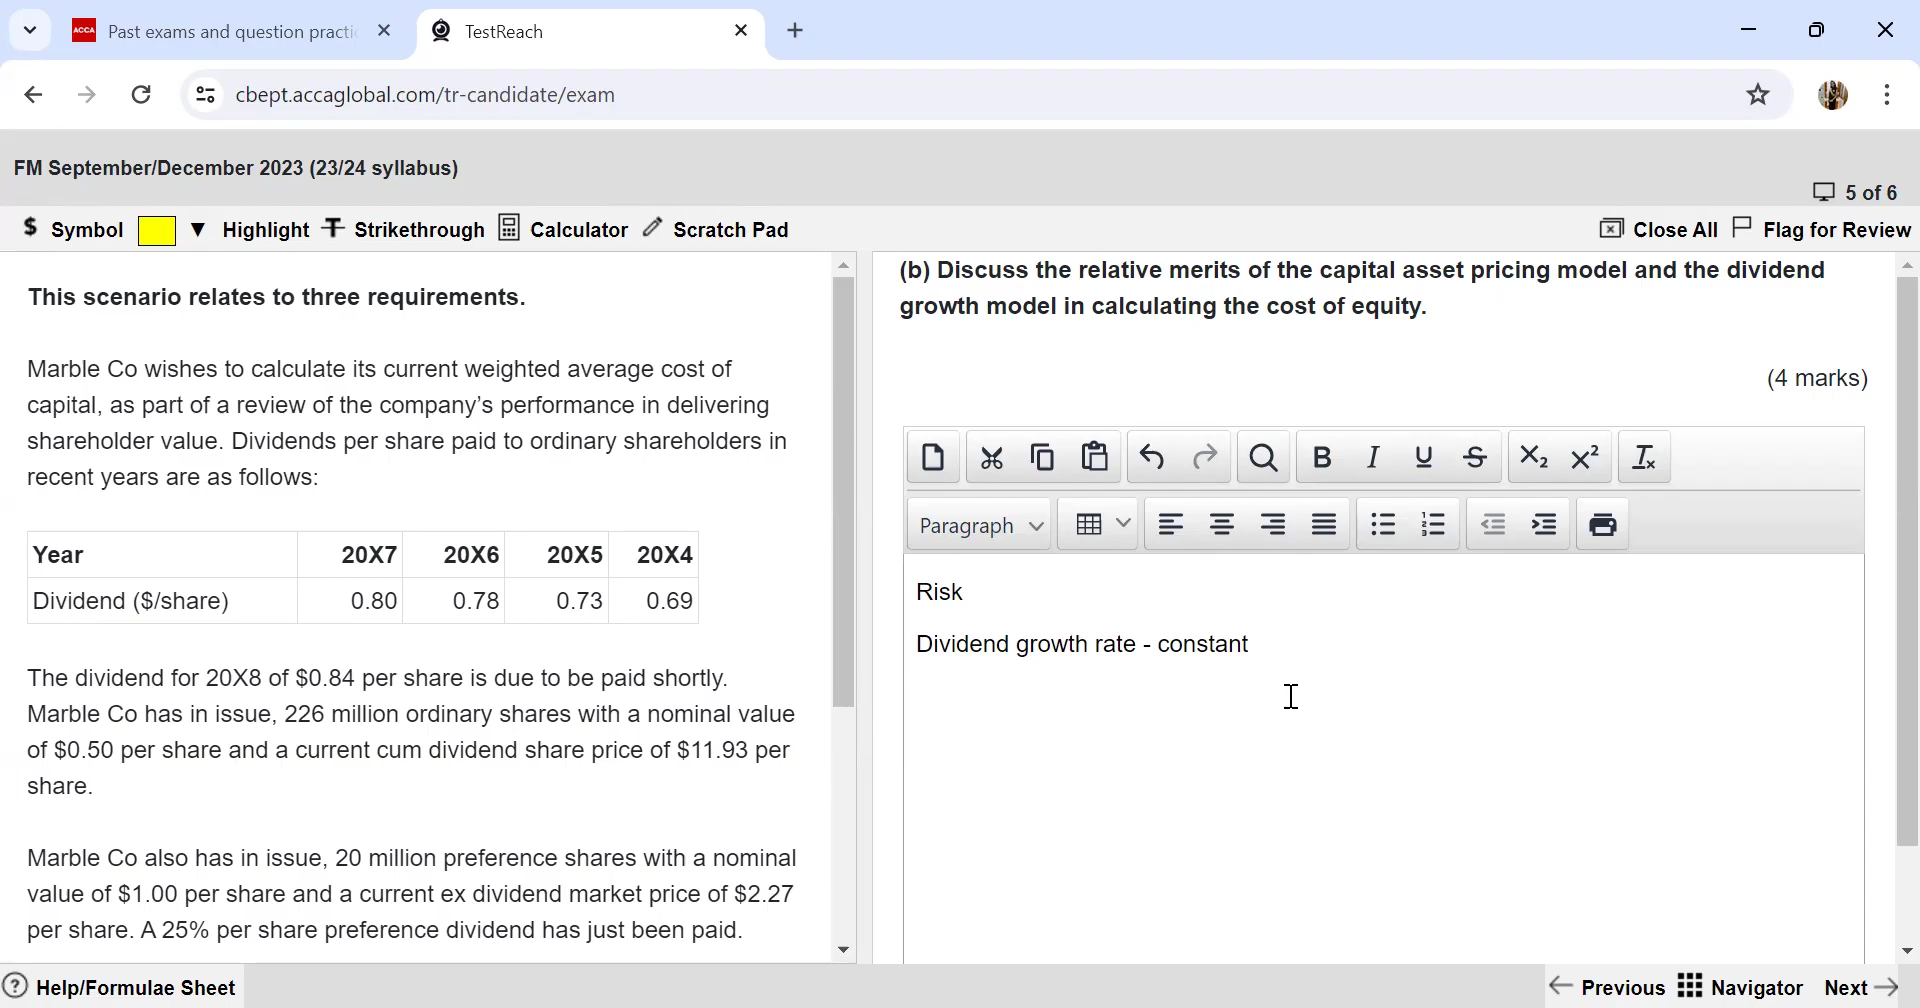 ACCA
Past exams and question practi
TestReach
cbept.accaglobal.com/tr-candidate/exam
FM September/December 2023 (23/24 syllabus)
5 of 6
$ Symbol ▼ Highlight Strikethrough Calculator Scratch Pad
Close All Flag for Review
This scenario relates to three requirements.
Marble Co wishes to calculate its current weighted average cost of
capital, as part of a review of the company’s performance in delivering
shareholder value. Dividends per share paid to ordinary shareholders in
recent years are as follows:
Year 20X7 20X6 20X5 20X4
Dividend ($/share) 0.80 0.78 0.73 0.69
The dividend for 20X8 of $0.84 per share is due to be paid shortly.
Marble Co has in issue, 226 million ordinary shares with a nominal value
of $0.50 per share and a current cum dividend share price of $11.93 per
share.
Marble Co also has in issue, 20 million preference shares with a nominal
value of $1.00 per share and a current ex dividend market price of $2.27
per share. A 25% per share preference dividend has just been paid.
(b) Discuss the relative merits of the capital asset pricing model and the dividend
growth model in calculating the cost of equity.
(4 marks)
B I U S X₂ X² Tx
Paragraph
Risk
Dividend growth rate - constant
? Help/Formulae Sheet
Previous Navigator Next